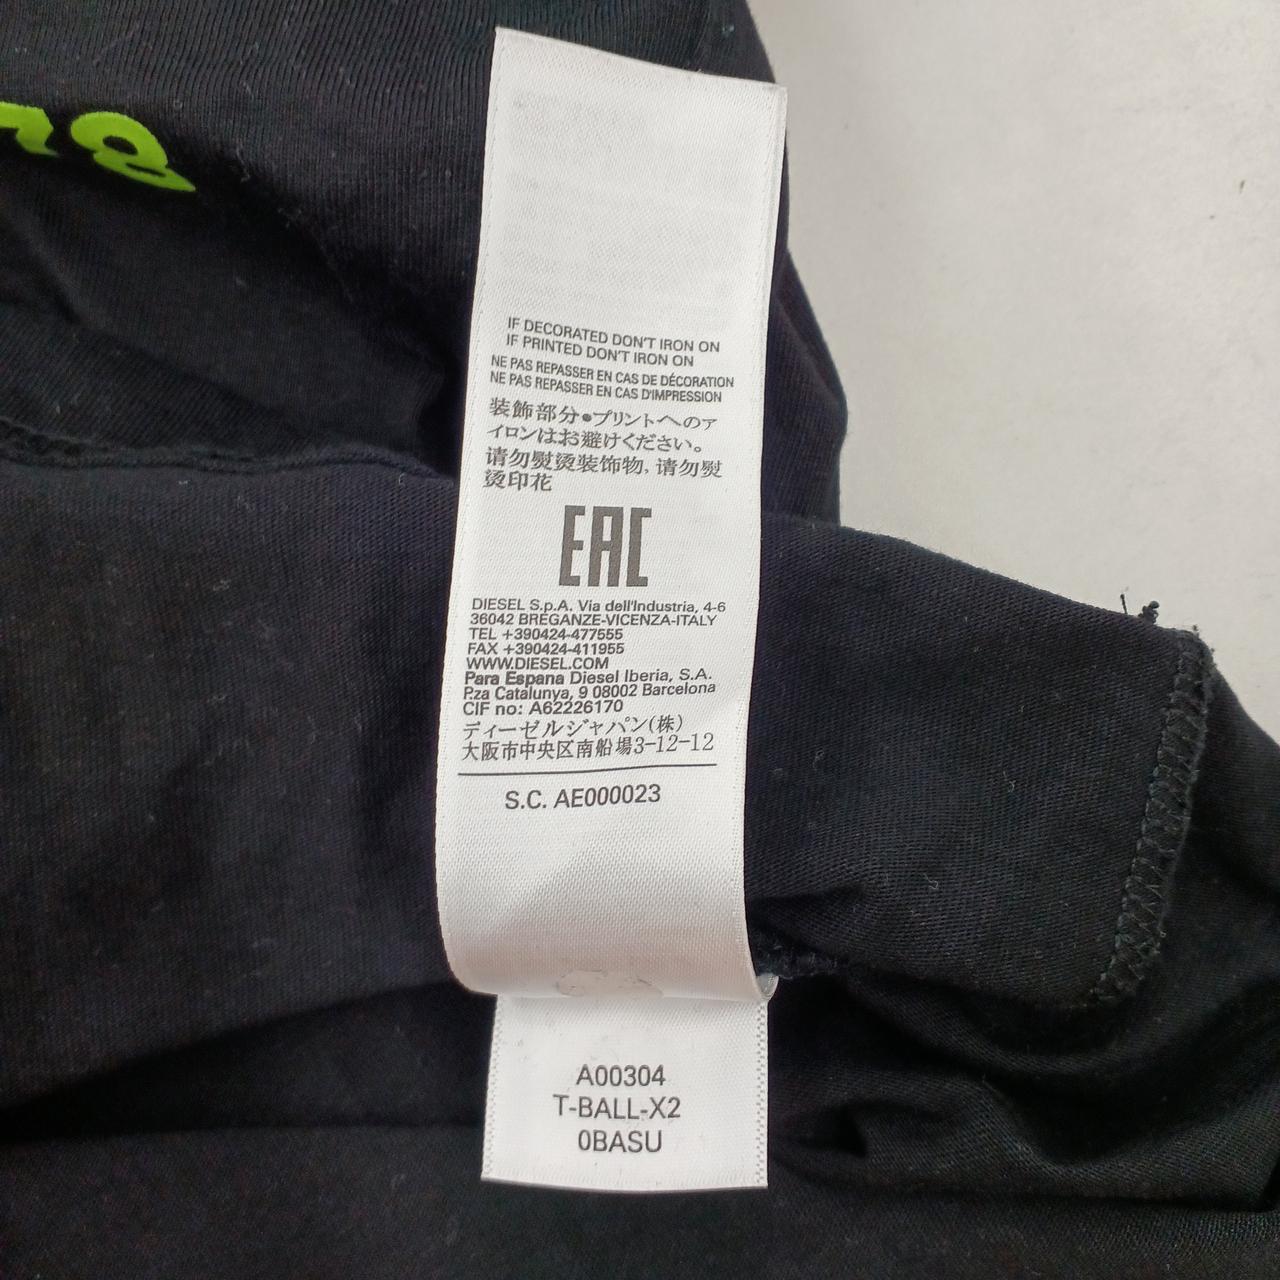 IF DECORATED DON'T IRON ON
IF PRINTED DON'T IRON ON
NE PAS REPASSER EN CAS DE DÉCORATION
NE PAS REPASSER EN CAS D'IMPRESSION
装飾部分●プリントへのア
イロンはお避けください。
请勿熨烫装饰物, 请勿熨
烫印花
EAC
DIESEL S.p.A. Via dell'Industria, 4-6
36042 BREGANZE-VICENZA-ITALY
TEL +390424-477555
FAX +390424-411955
WWW.DIESEL.COM
Para Espana Diesel Iberia, S.A.
P.za Catalunya, 9 08002 Barcelona
CIF no: A62226170
ディーゼルジャパン(株)
大阪市中央区南船場3-12-12
S.C. AE000023
A00304
T-BALL-X2
0BASU